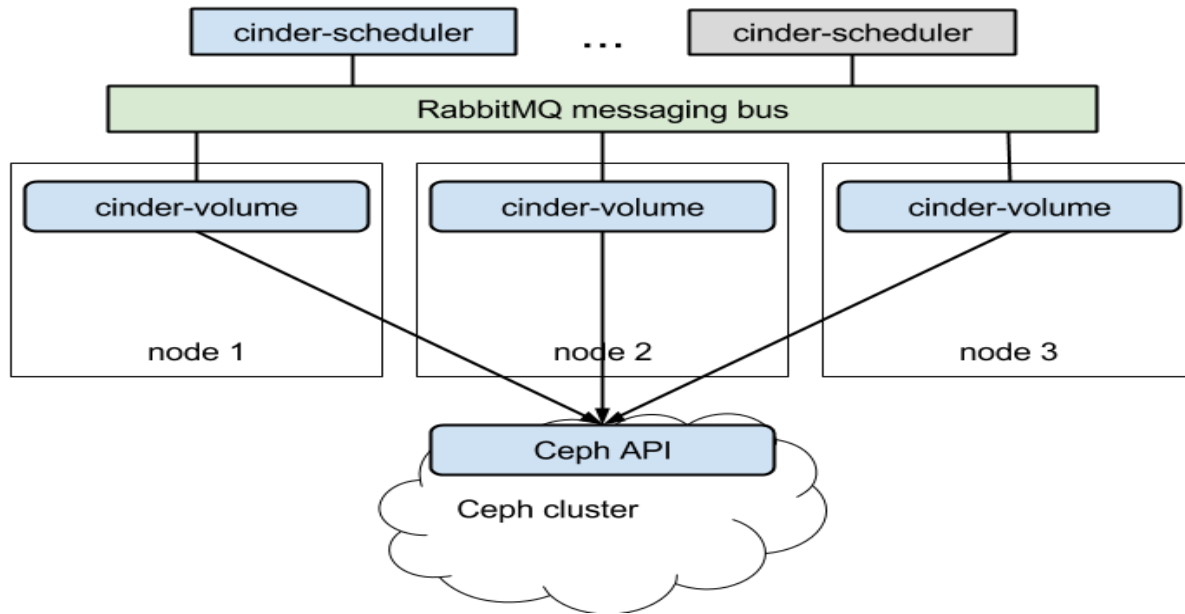 cinder-scheduler
...
cinder-scheduler
RabbitMQ messaging bus
cinder-volume
cinder-volume
cinder-volume
node 1
node 2
node 3
Ceph API
Ceph cluster